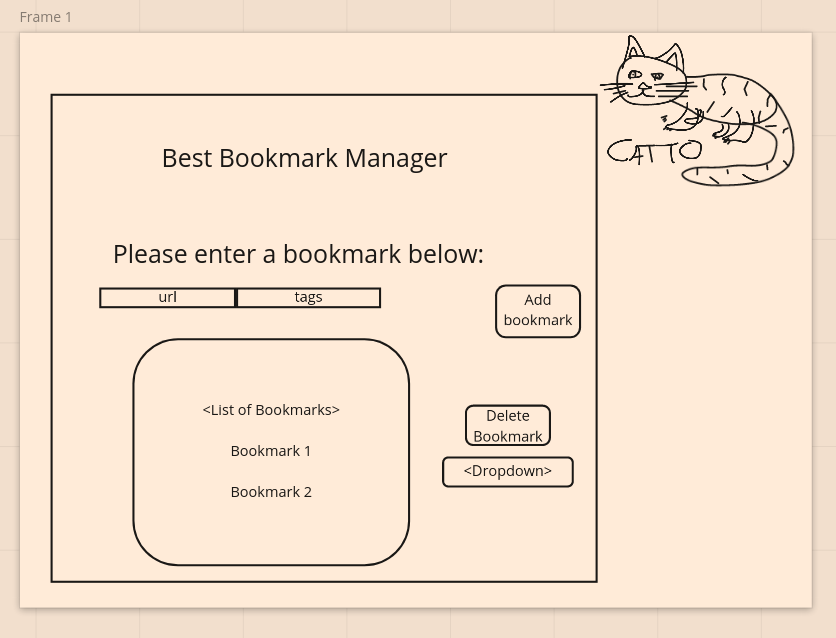 Frame 1
CATTO
Best Bookmark Manager
Please enter a bookmark below:
url
tags
Add
bookmark
<List of Bookmarks>
Bookmark 1
Bookmark 2
Delete
Bookmark
<Dropdown>